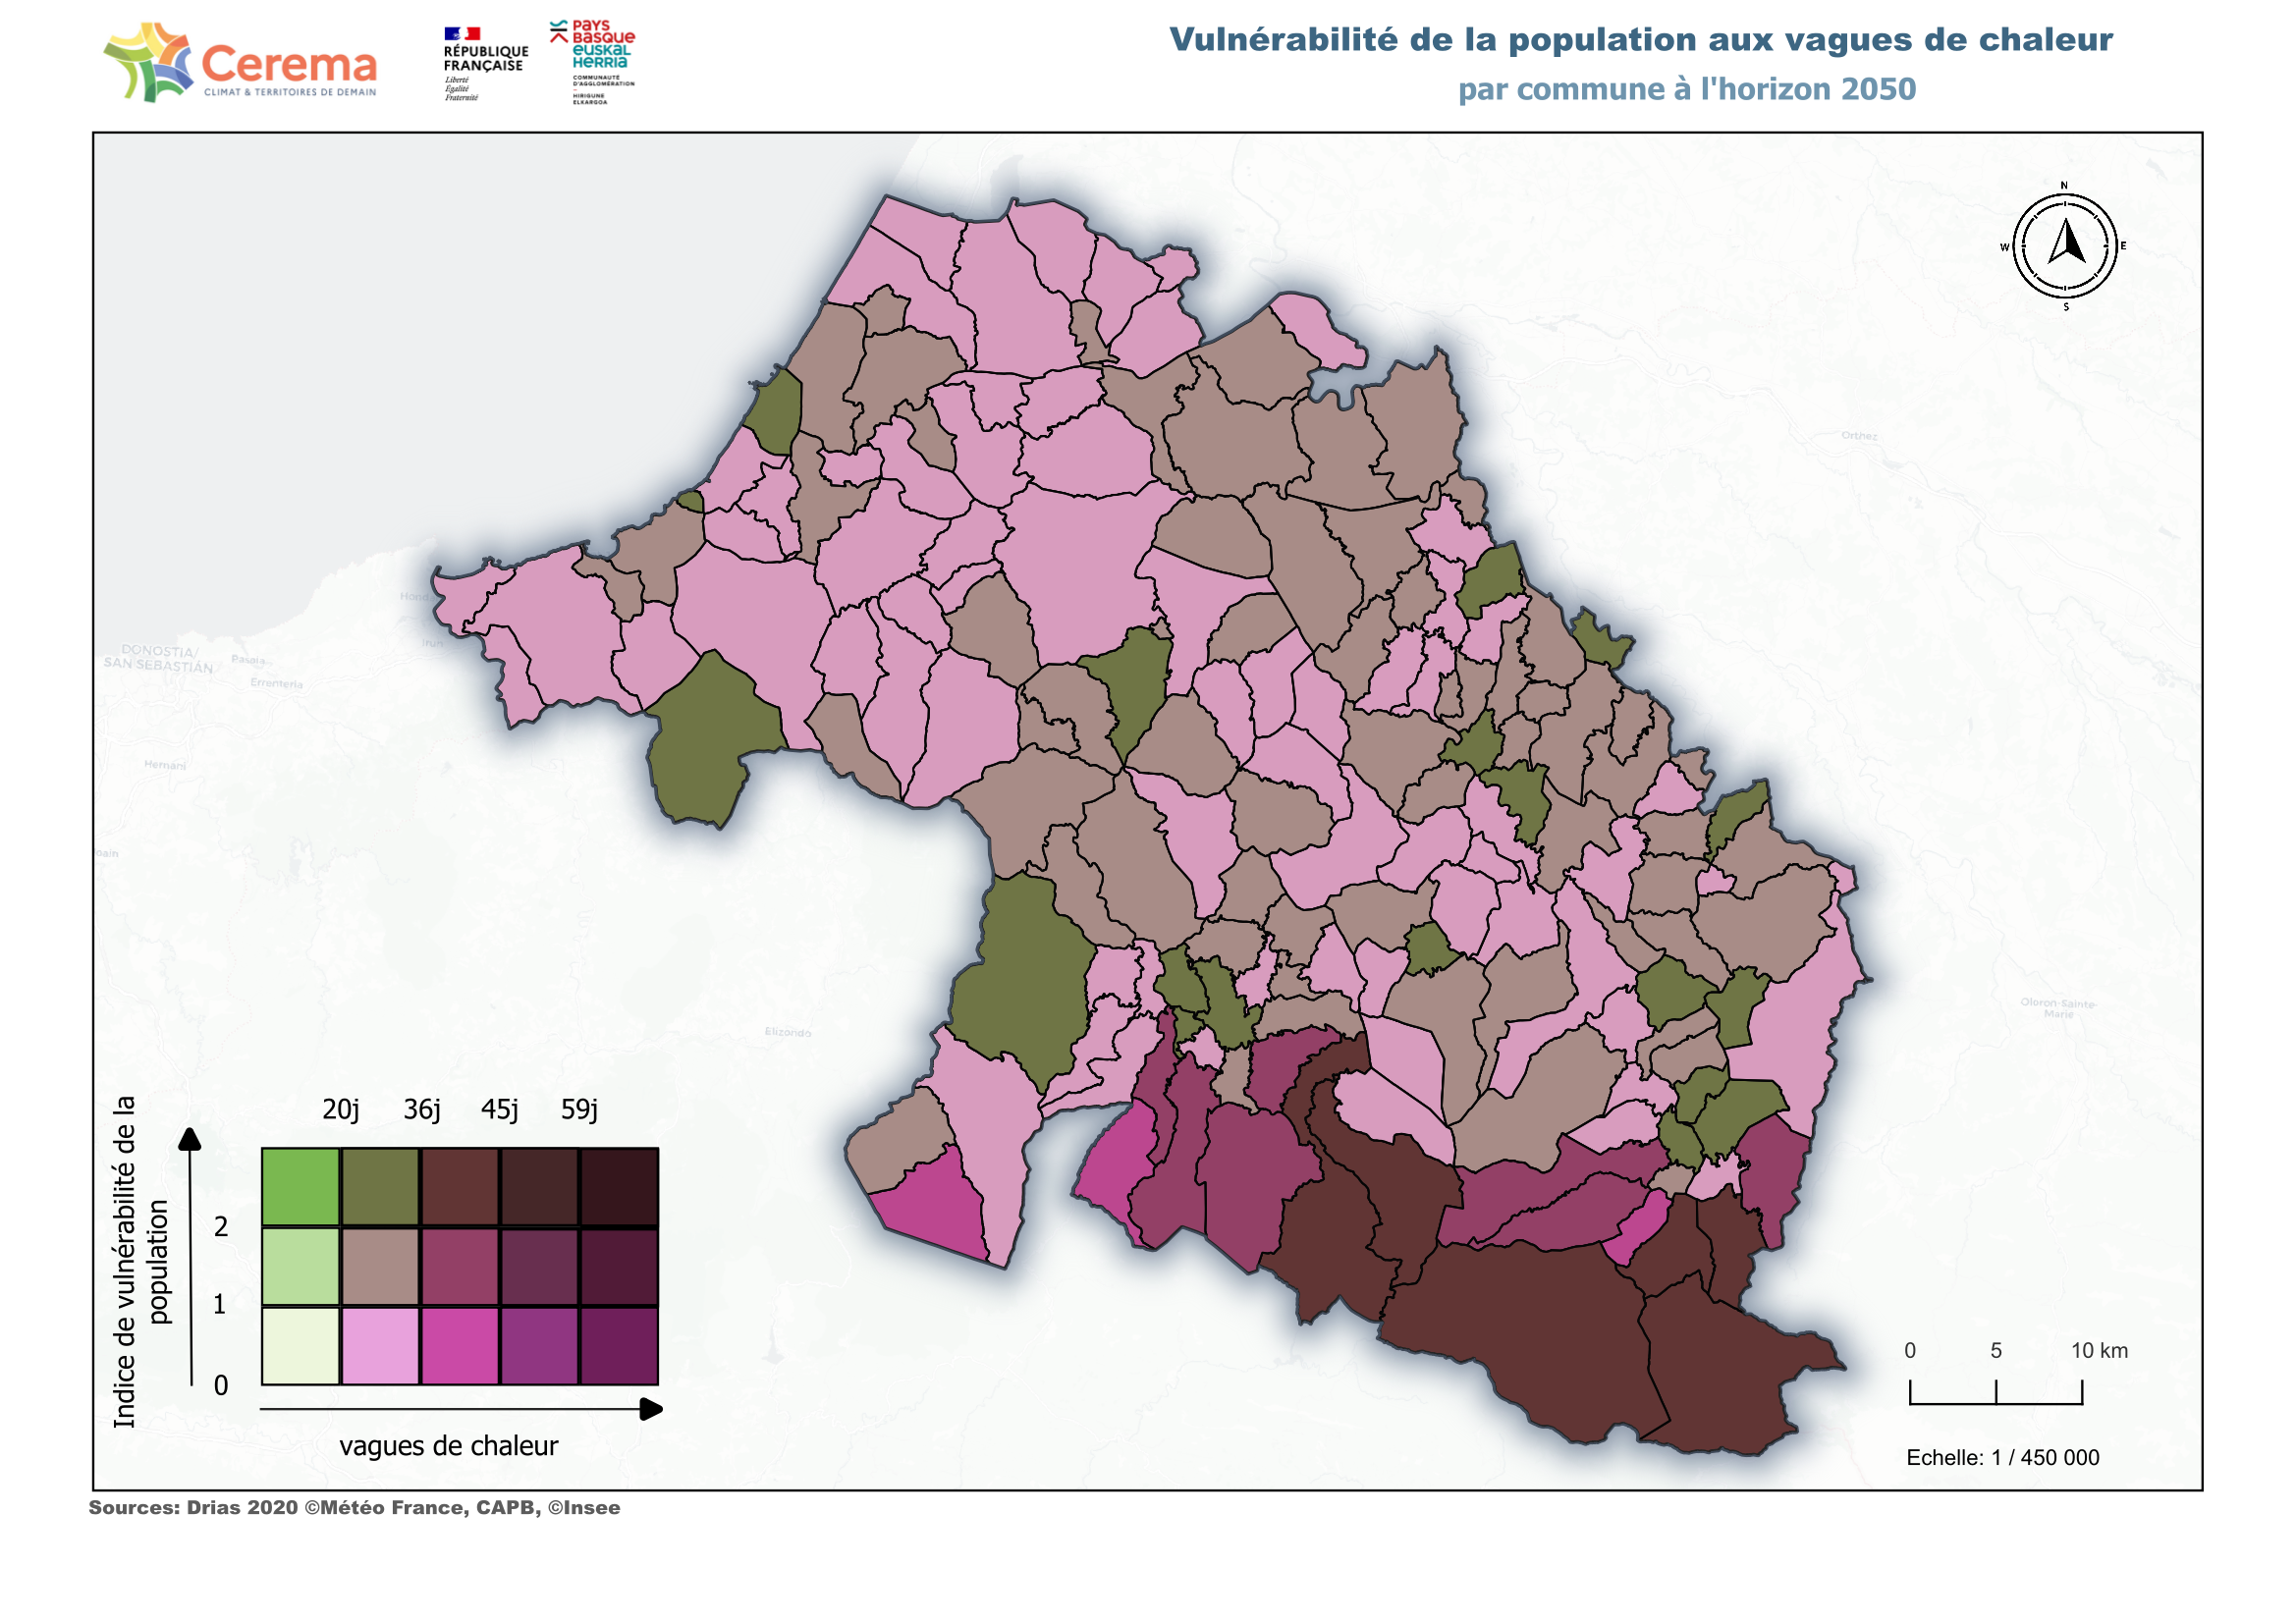 Cerema
CLIMAT & TERRITOIRES DE DEMAIN
RÉPUBLIQUE
FRANÇAISE
Liberté
Égalité
Fraternité
PAYS
BASQUE
EUSKAL
HERRIA
COMMUNAUTÉ
D'AGGLOMÉRATION
HIRIGUNE
ELKARGOA
Vulnérabilité de la population aux vagues de chaleur
par commune à l'horizon 2050
N
W
E
S
Orthez
DONOSTIA/
SAN SEBASTIÁN
Pasaia
Errenteria
Hernani
Elizondo
Oloron-Sainte-
Marie
Indice de vulnérabilité de la
population
20j 36j 45j 59j
2
1
0
vagues de chaleur
0 5 10 km
Echelle: 1 / 450 000
Sources: Drias 2020 ©Météo France, CAPB, ©Insee